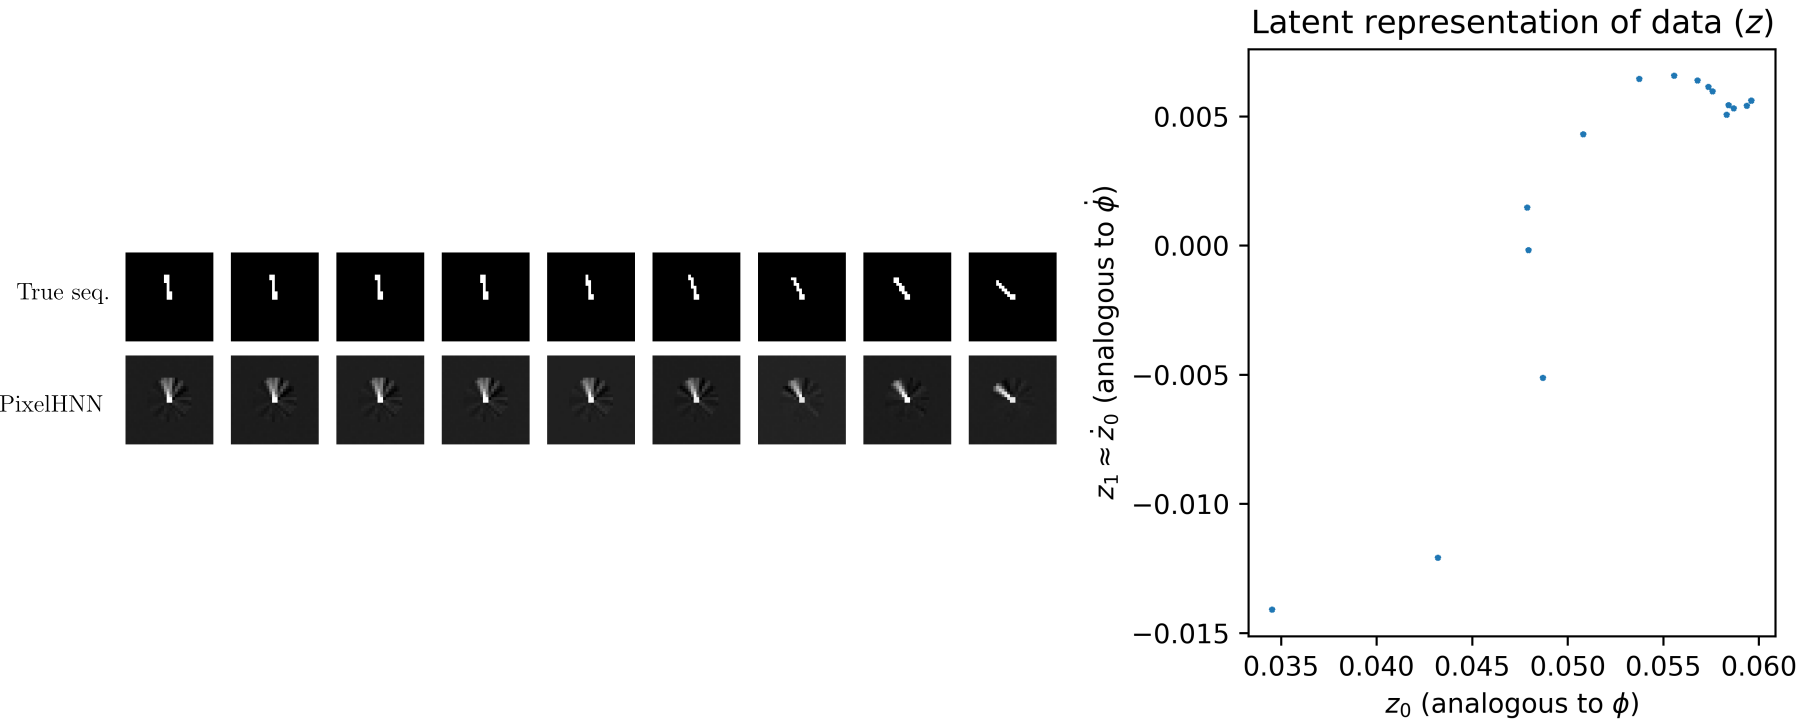 True seq.
PixelHNN
Latent representation of data (z)
z₁ ≈ ż₀ (analogous to ϕ̇)
0.005
0.000
−0.005
−0.010
−0.015
0.035 0.040 0.045 0.050 0.055 0.060
z₀ (analogous to ϕ)